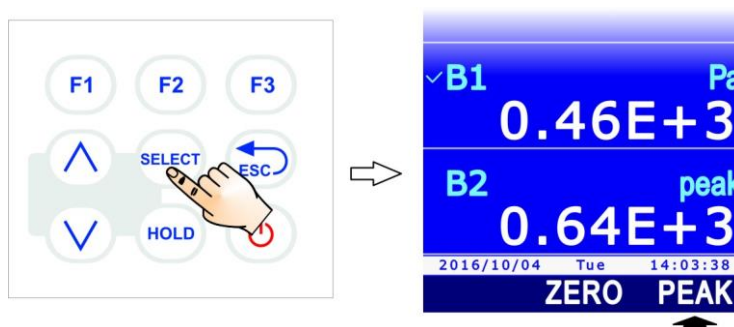 F1 F2 F3
SELECT ESC
HOLD
B1 Pa
0.46E+3
B2 peak
0.64E+3
2016/10/04 Tue 14:03:38
ZERO PEAK